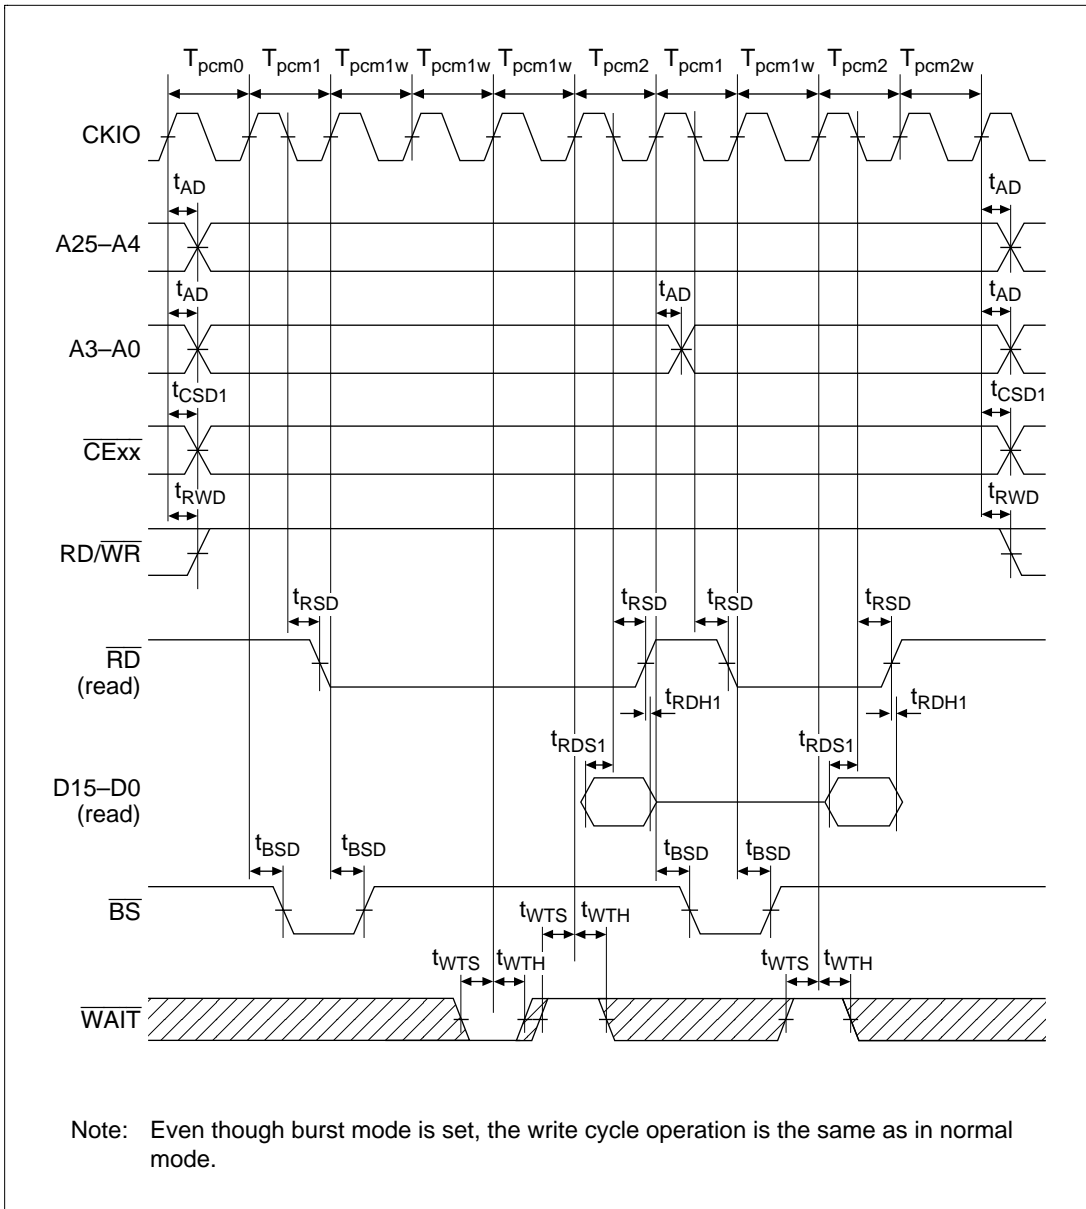 Tpcm0 Tpcm1 Tpcm1w Tpcm1w Tpcm1w Tpcm2 Tpcm1 Tpcm1w Tpcm2 Tpcm2w
CKIO
tAD tAD
A25–A4
tAD tAD tAD
A3–A0
tCSD1 tCSD1
CExx
tRWD tRWD
RD/WR
tRSD tRSD tRSD tRSD
RD
(read)
tRDH1 tRDH1
tRDS1 tRDS1
D15–D0
(read)
tBSD tBSD tBSD tBSD
BS
tWTS tWTH
tWTS tWTH tWTS tWTH
WAIT
Note: Even though burst mode is set, the write cycle operation is the same as in normal
mode.